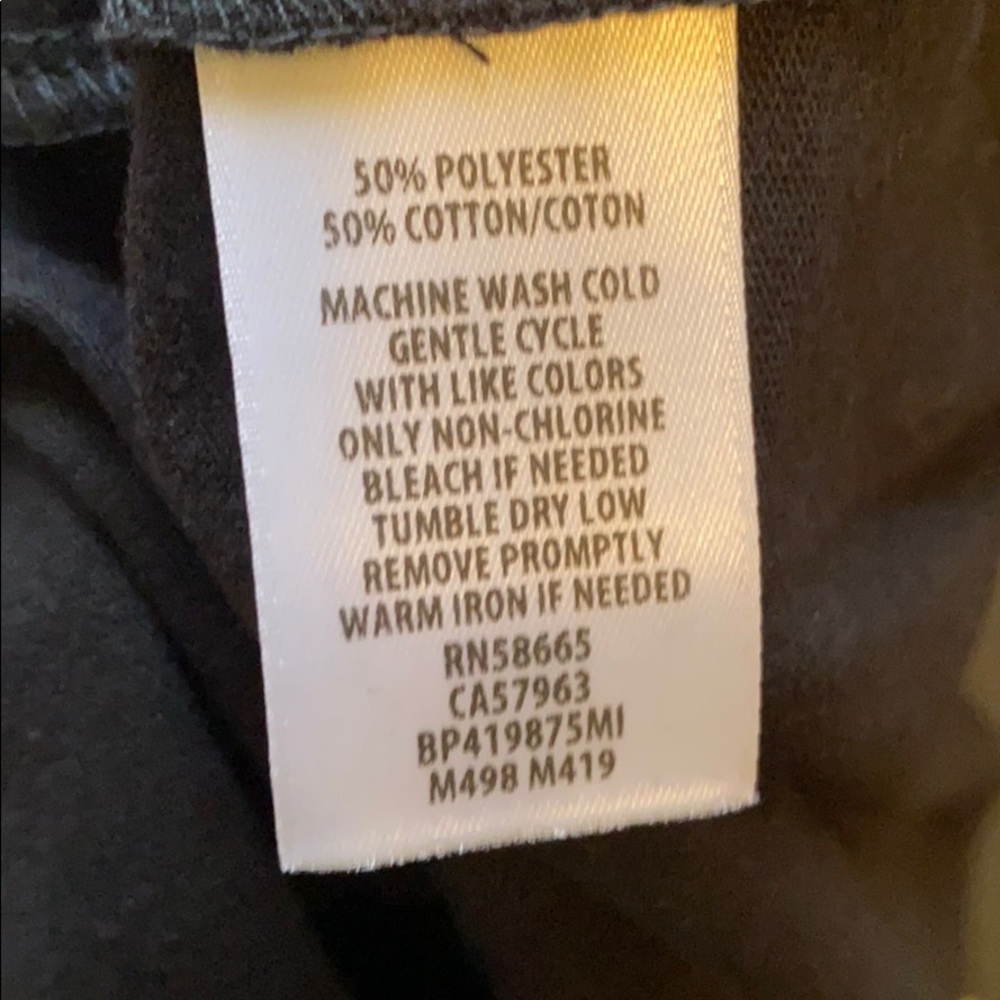 50% POLYESTER
50% COTTON/COTON
MACHINE WASH COLD
GENTLE CYCLE
WITH LIKE COLORS
ONLY NON-CHLORINE
BLEACH IF NEEDED
TUMBLE DRY LOW
REMOVE PROMPTLY
WARM IRON IF NEEDED
RN58665
CA57963
BP419875MI
M498 M419